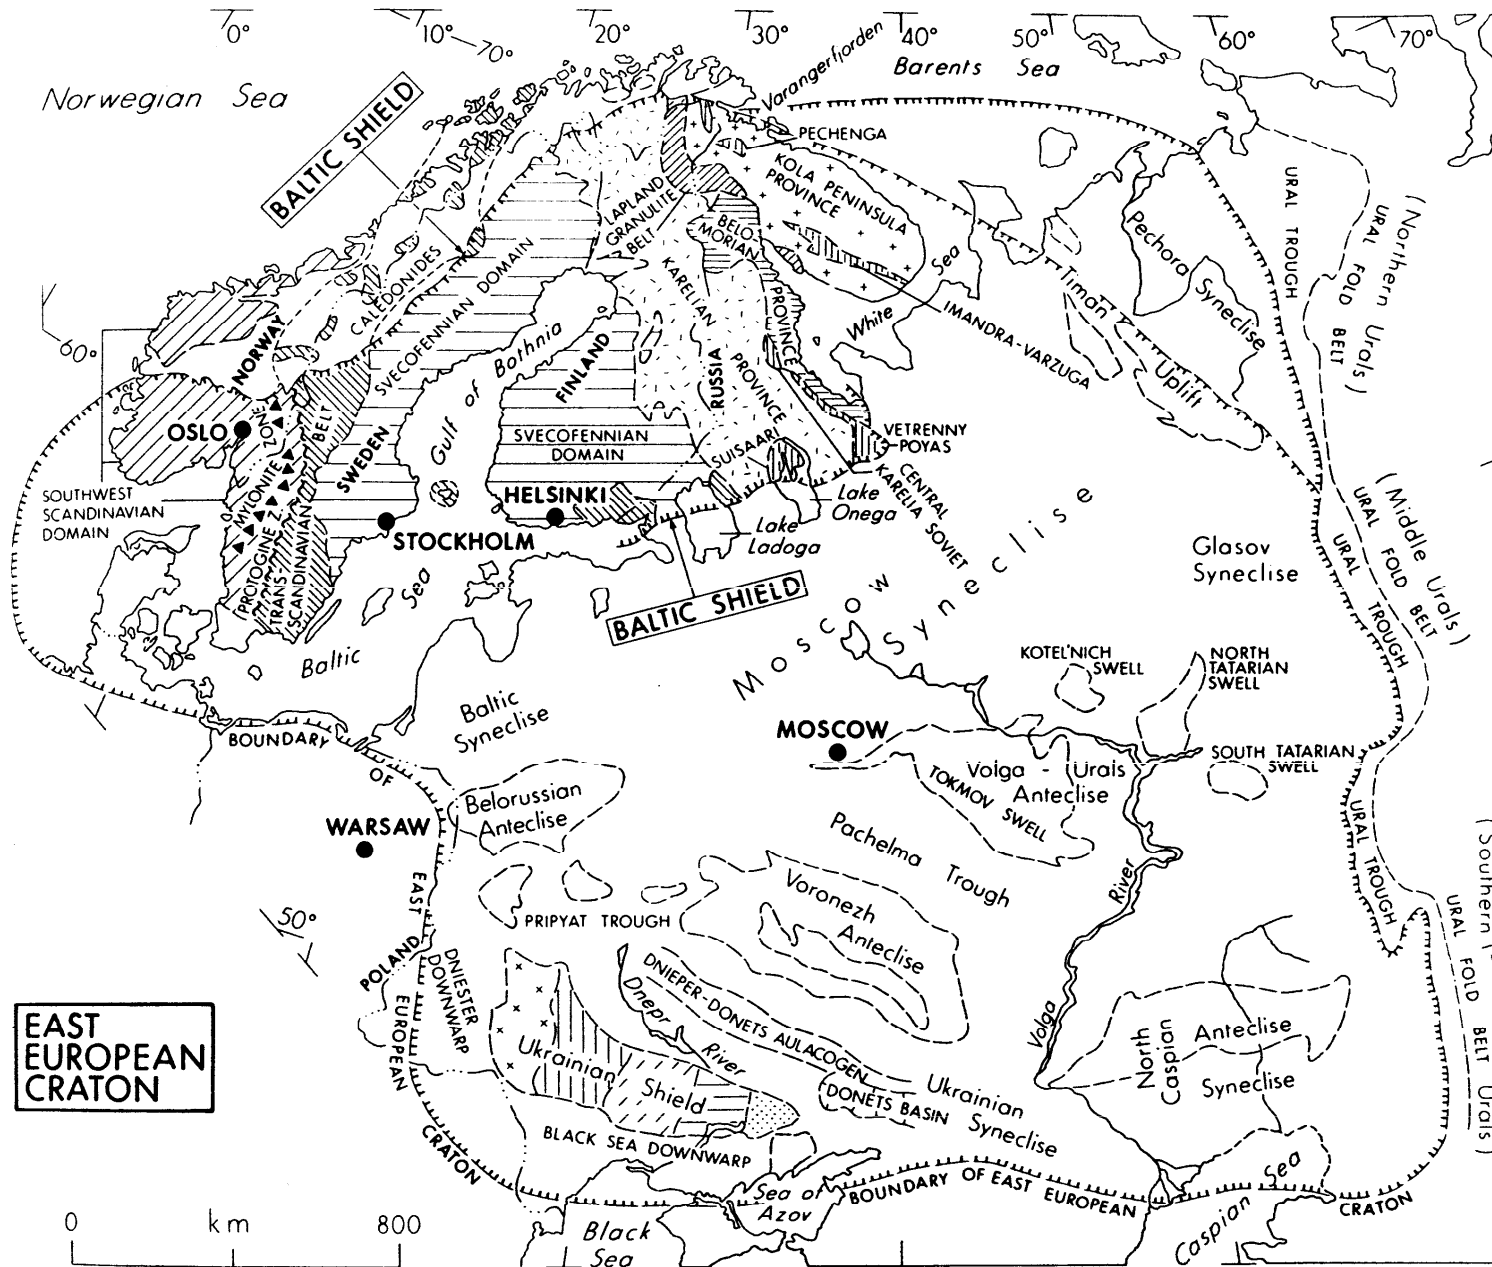 0°
10°
70°
20°
30°
40°
50°
60°
70°
Norwegian Sea
Barents Sea
Varangerfjorden
BALTIC SHIELD
PECHENGA
KOLA PENINSULA
PROVINCE
LAPLAND
GRANULITE
BELT
BELO-
MORIAN
PROVINCE
KARELIAN
PROVINCE
RUSSIA
White Sea
IMANDRA-VARZUGA
Timan Uplift
Pechora
Syneclise
URAL TROUGH
URAL FOLD BELT
(Northern Urals)
CALEDONIDES
SVECOFENNIAN DOMAIN
NORWAY
60°
Gulf of Bothnia
FINLAND
OSLO
MYLONITE ZONE
PROTOGINE Z.
TRANS-
SCANDINAVIAN
BELT
SWEDEN
SVECOFENNIAN
DOMAIN
SUISAARI
VETRENNY
POYAS
CENTRAL
KARELIA SOVIET
SOUTHWEST
SCANDINAVIAN
DOMAIN
HELSINKI
STOCKHOLM
Lake
Onega
Lake
Ladoga
BALTIC SHIELD
Baltic Sea
Moscow Syneclise
Glasov
Syneclise
URAL TROUGH
URAL FOLD BELT
(Middle Urals)
KOTEL'NICH
SWELL
NORTH
TATARIAN
SWELL
Baltic
Syneclise
MOSCOW
SOUTH TATARIAN
SWELL
BOUNDARY OF EAST EUROPEAN CRATON
Volga - Urals
Anteclise
TOKMOV SWELL
Belorussian
Anteclise
WARSAW
Pachelma Trough
URAL TROUGH
Voronezh
Anteclise
PRIPYAT TROUGH
Volga River
50°
POLAND
DNIESTER
DOWNWARP
DNIEPER-DONETS AULACOGEN
Dnepr River
URAL FOLD BELT
(Southern
Urals)
EAST
EUROPEAN
CRATON
Ukrainian Shield
DONETS BASIN
Ukrainian
Syneclise
North
Caspian
Anteclise
Syneclise
BLACK SEA DOWNWARP
Sea of
Azov
BOUNDARY OF EAST EUROPEAN CRATON
Black
Sea
Caspian Sea
0 km 800